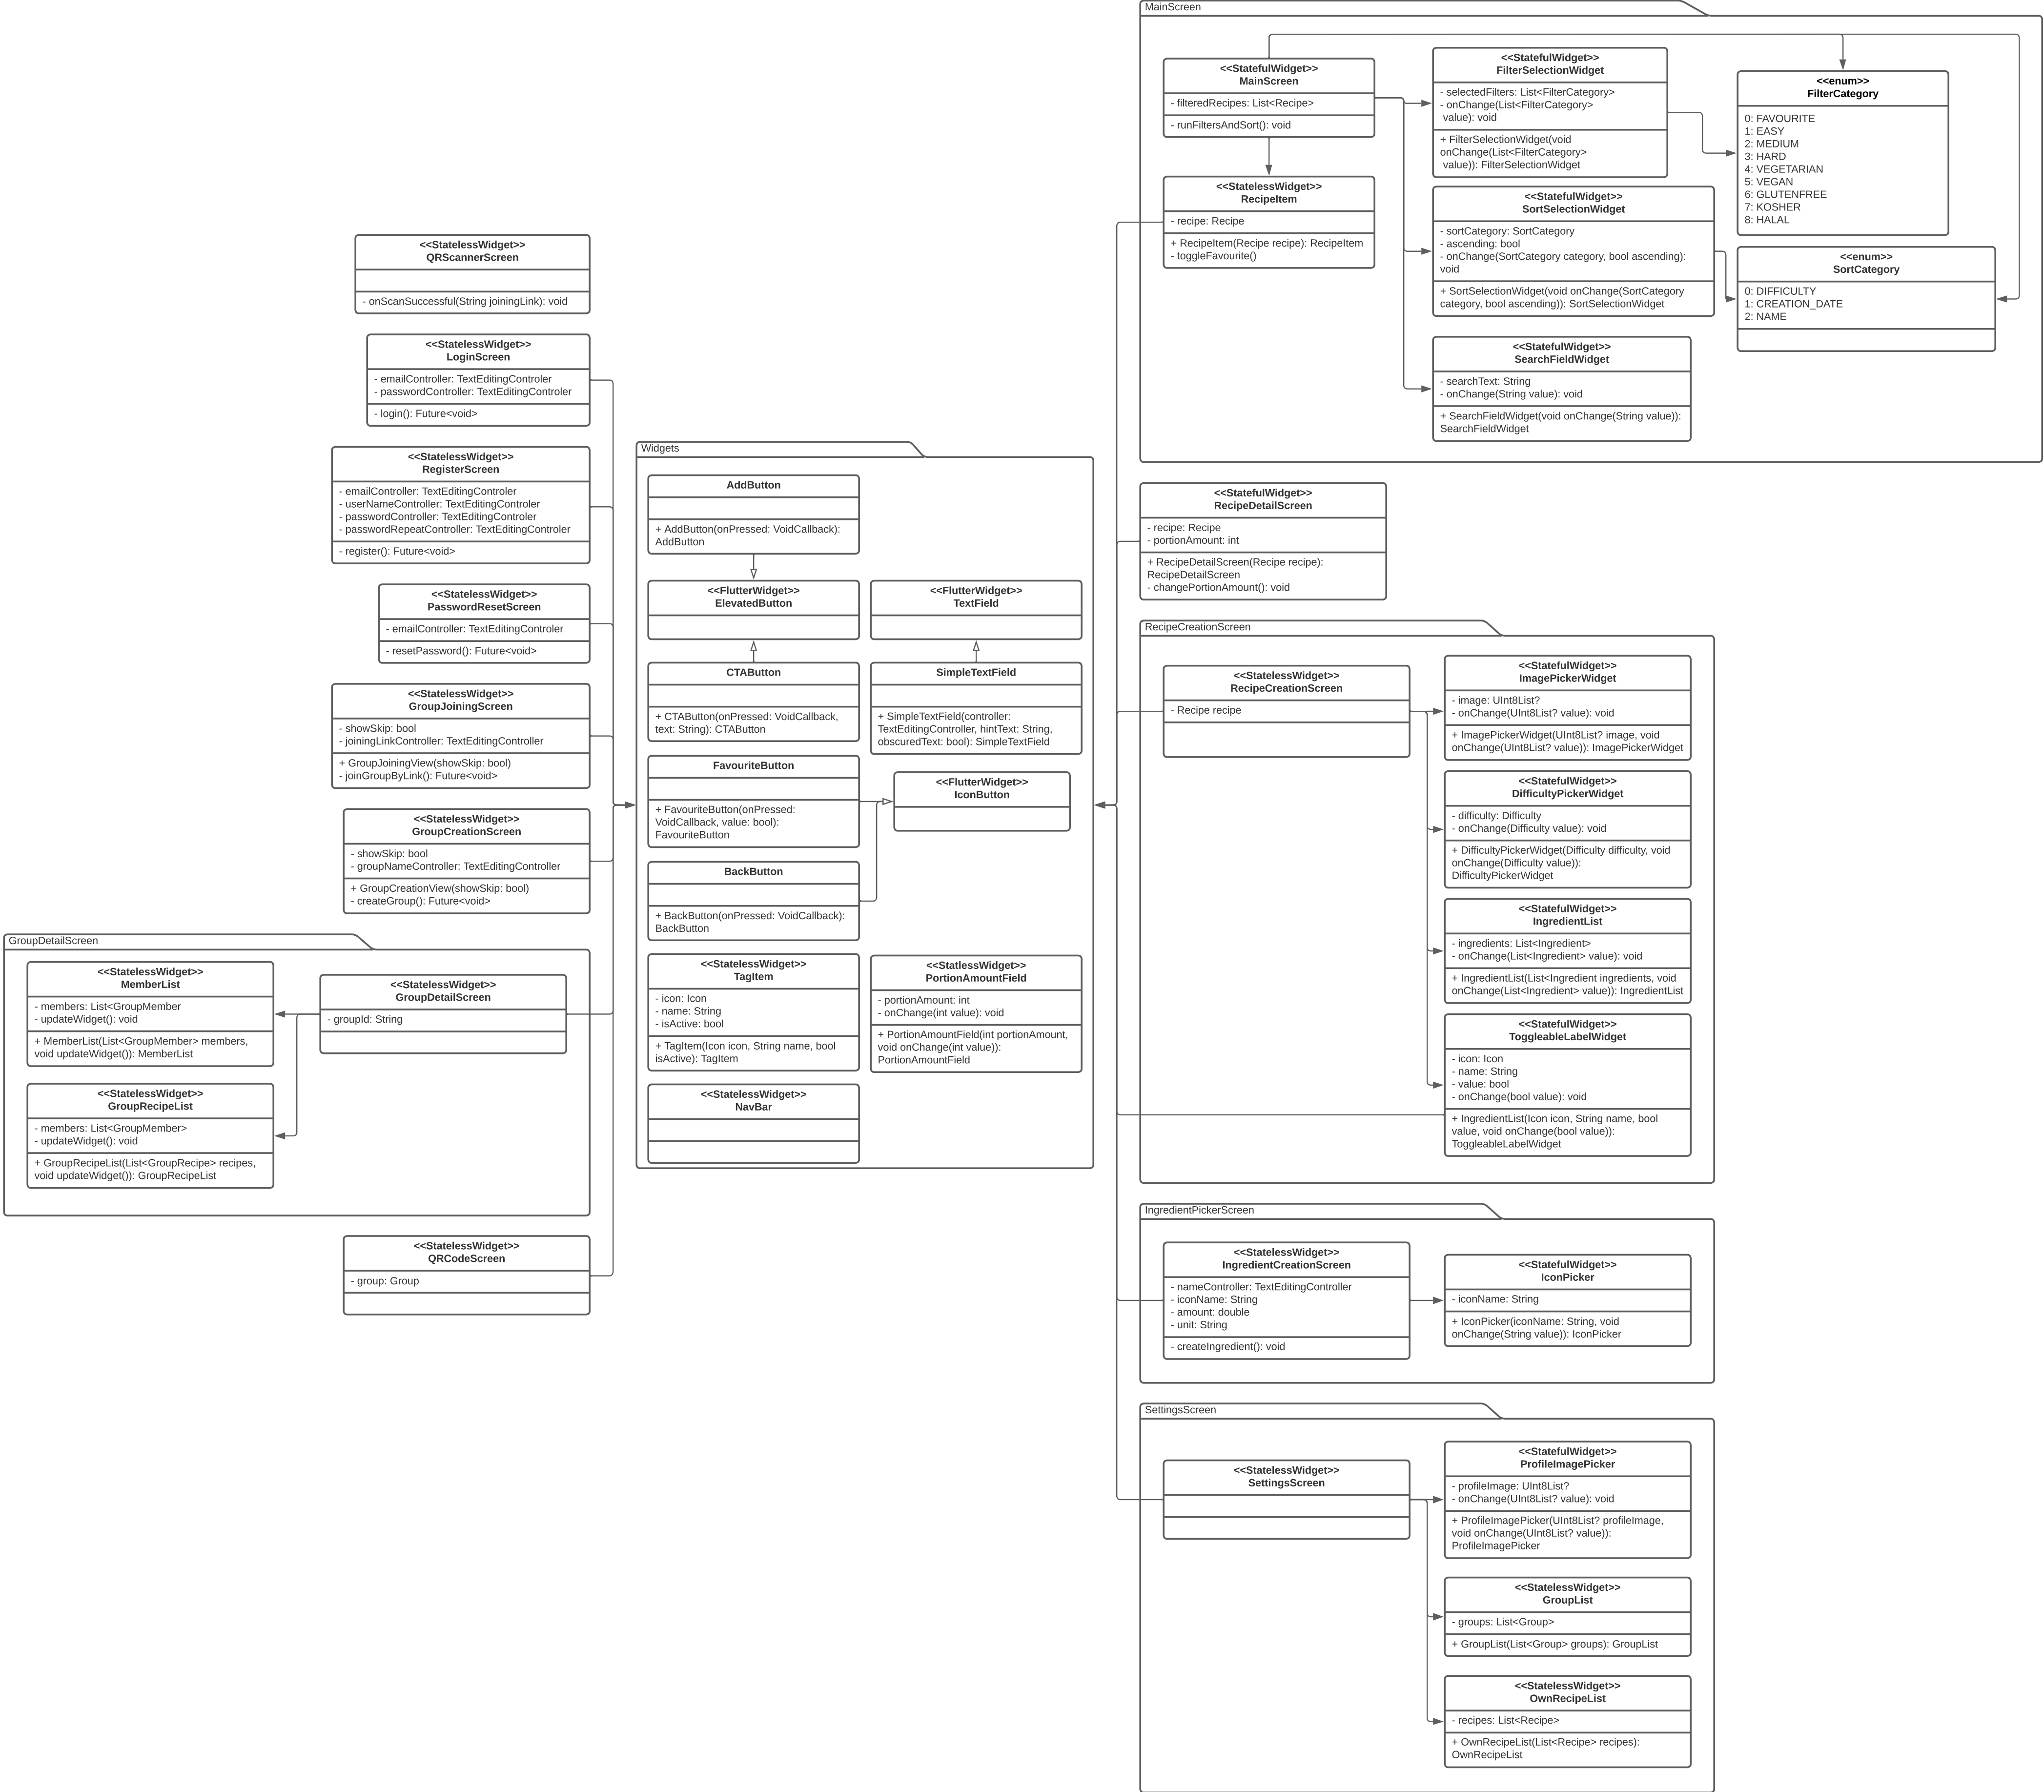 MainScreen
<<StatefulWidget>>
MainScreen
- filteredRecipes: List<Recipe>
- runFiltersAndSort(): void
<<StatefulWidget>>
FilterSelectionWidget
- selectedFilters: List<FilterCategory>
- onChange(List<FilterCategory>
value): void
+ FilterSelectionWidget(void
onChange(List<FilterCategory>
value)): FilterSelectionWidget
<<enum>>
FilterCategory
0: FAVOURITE
1: EASY
2: MEDIUM
3: HARD
4: VEGETARIAN
5: VEGAN
6: GLUTENFREE
7: KOSHER
8: HALAL
<<StatelessWidget>>
RecipeItem
- recipe: Recipe
+ RecipeItem(Recipe recipe): RecipeItem
- toggleFavourite()
<<StatefulWidget>>
SortSelectionWidget
- sortCategory: SortCategory
- ascending: bool
- onChange(SortCategory category, bool ascending):
void
+ SortSelectionWidget(void onChange(SortCategory
category, bool ascending)): SortSelectionWidget
<<enum>>
SortCategory
0: DIFFICULTY
1: CREATION_DATE
2: NAME
<<StatefulWidget>>
SearchFieldWidget
- searchText: String
- onChange(String value): void
+ SearchFieldWidget(void onChange(String value)):
SearchFieldWidget
<<StatelessWidget>>
QRScannerScreen
- onScanSuccessful(String joiningLink): void
<<StatelessWidget>>
LoginScreen
- emailController: TextEditingControler
- passwordController: TextEditingControler
- login(): Future<void>
<<StatelessWidget>>
RegisterScreen
- emailController: TextEditingControler
- userNameController: TextEditingControler
- passwordController: TextEditingControler
- passwordRepeatController: TextEditingControler
- register(): Future<void>
<<StatelessWidget>>
PasswordResetScreen
- emailController: TextEditingControler
- resetPassword(): Future<void>
<<StatelessWidget>>
GroupJoiningScreen
- showSkip: bool
- joiningLinkController: TextEditingController
+ GroupJoiningView(showSkip: bool)
- joinGroupByLink(): Future<void>
<<StatelessWidget>>
GroupCreationScreen
- showSkip: bool
- groupNameController: TextEditingController
+ GroupCreationView(showSkip: bool)
- createGroup(): Future<void>
GroupDetailScreen
<<StatelessWidget>>
MemberList
- members: List<GroupMember
- updateWidget(): void
+ MemberList(List<GroupMember> members,
void updateWidget()): MemberList
<<StatelessWidget>>
GroupDetailScreen
- groupId: String
<<StatelessWidget>>
GroupRecipeList
- members: List<GroupMember>
- updateWidget(): void
+ GroupRecipeList(List<GroupRecipe> recipes,
void updateWidget()): GroupRecipeList
<<StatelessWidget>>
QRCodeScreen
- group: Group
Widgets
AddButton
+ AddButton(onPressed: VoidCallback):
AddButton
<<FlutterWidget>>
ElevatedButton
<<FlutterWidget>>
TextField
CTAButton
+ CTAButton(onPressed: VoidCallback,
text: String): CTAButton
SimpleTextField
+ SimpleTextField(controller:
TextEditingController, hintText: String,
obscuredText: bool): SimpleTextField
FavouriteButton
+ FavouriteButton(onPressed:
VoidCallback, value: bool):
FavouriteButton
<<FlutterWidget>>
IconButton
BackButton
+ BackButton(onPressed: VoidCallback):
BackButton
<<StatelessWidget>>
TagItem
- icon: Icon
- name: String
- isActive: bool
+ TagItem(Icon icon, String name, bool
isActive): TagItem
<<StatlessWidget>>
PortionAmountField
- portionAmount: int
- onChange(int value): void
+ PortionAmountField(int portionAmount,
void onChange(int value)):
PortionAmountField
<<StatelessWidget>>
NavBar
<<StatefulWidget>>
RecipeDetailScreen
- recipe: Recipe
- portionAmount: int
+ RecipeDetailScreen(Recipe recipe):
RecipeDetailScreen
- changePortionAmount(): void
RecipeCreationScreen
<<StatelessWidget>>
RecipeCreationScreen
- Recipe recipe
<<StatefulWidget>>
ImagePickerWidget
- image: UInt8List?
- onChange(UInt8List? value): void
+ ImagePickerWidget(UInt8List? image, void
onChange(UInt8List? value)): ImagePickerWidget
<<StatefulWidget>>
DifficultyPickerWidget
- difficulty: Difficulty
- onChange(Difficulty value): void
+ DifficultyPickerWidget(Difficulty difficulty, void
onChange(Difficulty value)):
DifficultyPickerWidget
<<StatefulWidget>>
IngredientList
- ingredients: List<Ingredient>
- onChange(List<Ingredient> value): void
+ IngredientList(List<Ingredient ingredients, void
onChange(List<Ingredient> value)): IngredientList
<<StatefulWidget>>
ToggleableLabelWidget
- icon: Icon
- name: String
- value: bool
- onChange(bool value): void
+ IngredientList(Icon icon, String name, bool
value, void onChange(bool value)):
ToggleableLabelWidget
IngredientPickerScreen
<<StatelessWidget>>
IngredientCreationScreen
- nameController: TextEditingController
- iconName: String
- amount: double
- unit: String
- createIngredient(): void
<<StatefulWidget>>
IconPicker
- iconName: String
+ IconPicker(iconName: String, void
onChange(String value)): IconPicker
SettingsScreen
<<StatelessWidget>>
SettingsScreen
<<StatefulWidget>>
ProfileImagePicker
- profileImage: UInt8List?
- onChange(UInt8List? value): void
+ ProfileImagePicker(UInt8List? profileImage,
void onChange(UInt8List? value)):
ProfileImagePicker
<<StatelessWidget>>
GroupList
- groups: List<Group>
+ GroupList(List<Group> groups): GroupList
<<StatelessWidget>>
OwnRecipeList
- recipes: List<Recipe>
+ OwnRecipeList(List<Recipe> recipes):
OwnRecipeList